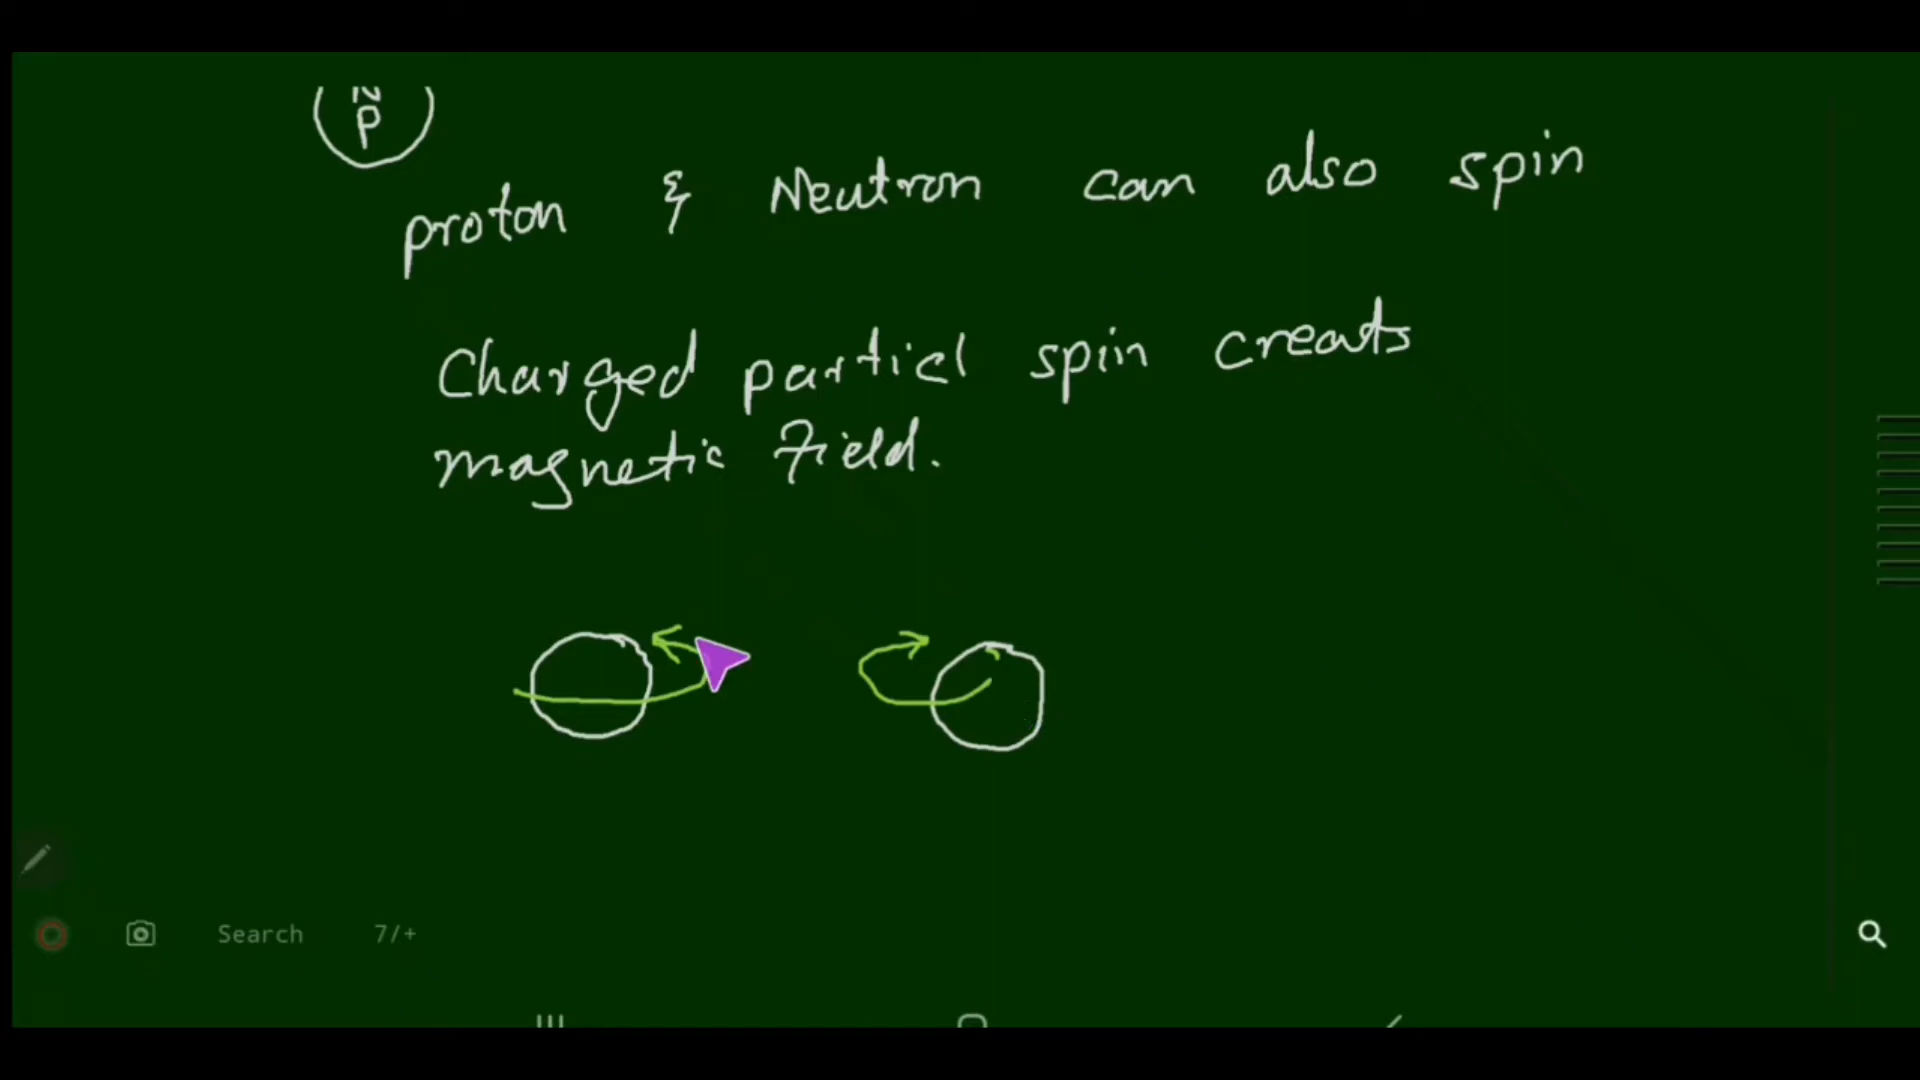 N
P
proton & Neutron can also spin
Charged particl spin creats
magnetic Field.
Search 7/+